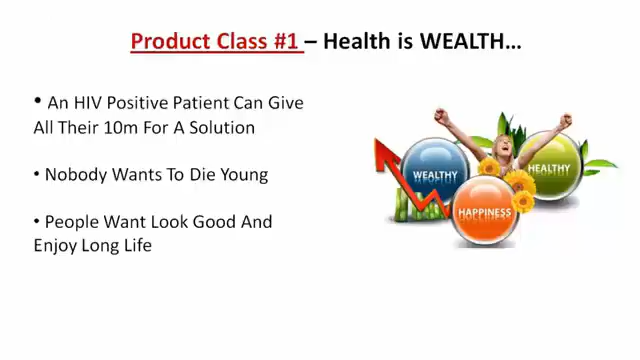 Product Class #1 – Health is WEALTH…
• An HIV Positive Patient Can Give
All Their 10m For A Solution
• Nobody Wants To Die Young
• People Want Look Good And
Enjoy Long Life
WEALTHY
HEALTHY
HAPPINESS